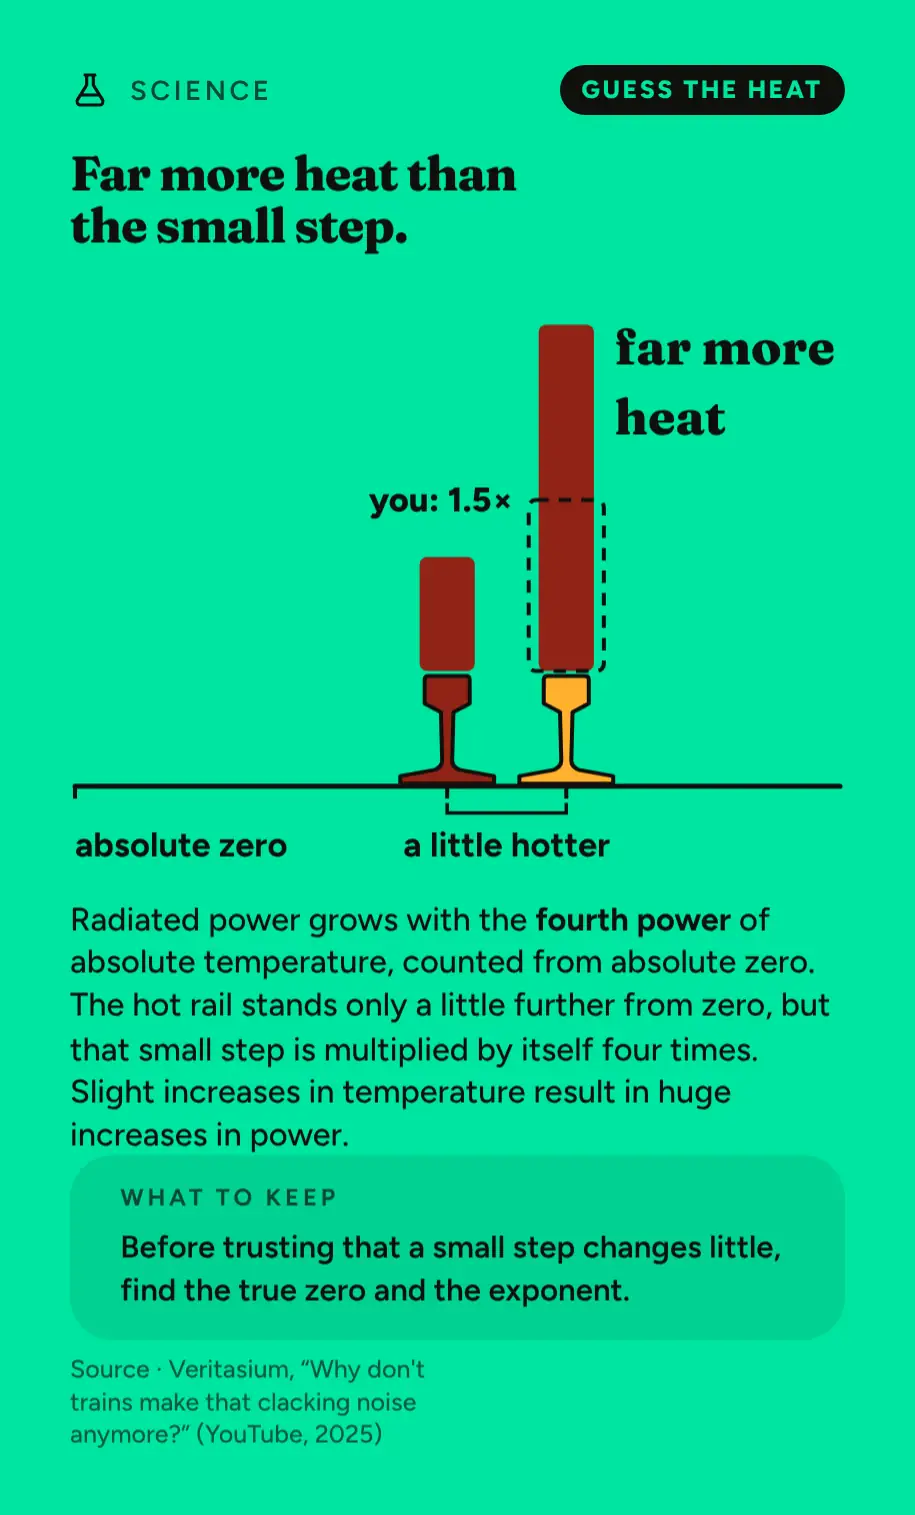 SCIENCE
GUESS THE HEAT
Far more heat than
the small step.
far more
heat
you: 1.5×
absolute zero
a little hotter
Radiated power grows with the fourth power of
absolute temperature, counted from absolute zero.
The hot rail stands only a little further from zero, but
that small step is multiplied by itself four times.
Slight increases in temperature result in huge
increases in power.
WHAT TO KEEP
Before trusting that a small step changes little,
find the true zero and the exponent.
Source · Veritasium, “Why don't
trains make that clacking noise
anymore?” (YouTube, 2025)